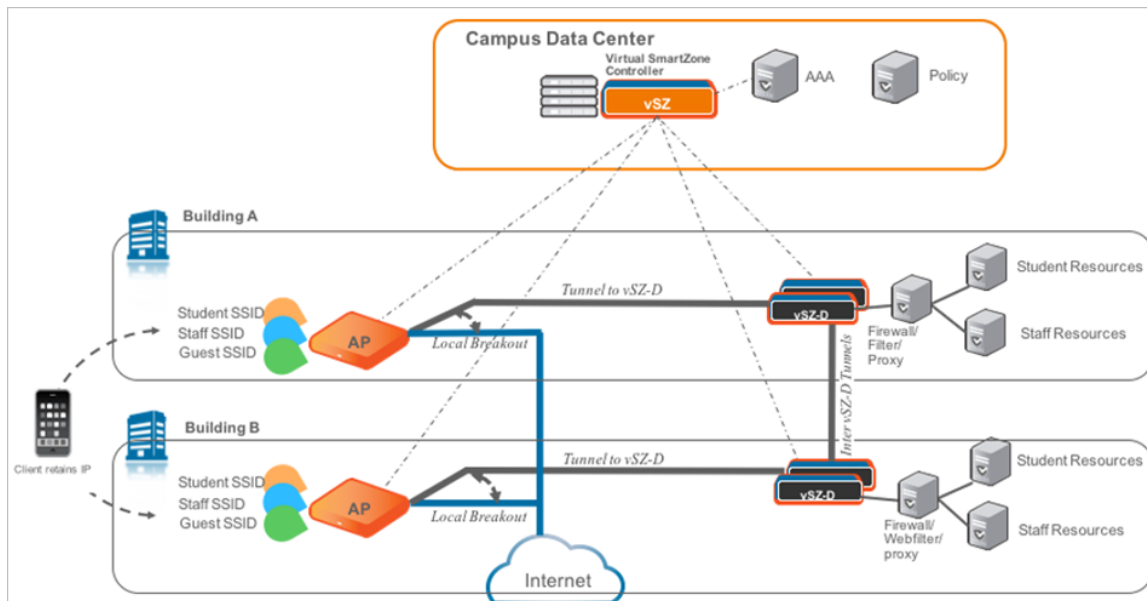 Campus Data Center
Virtual SmartZone
Controller
vSZ
AAA
Policy
Building A
Student SSID
Staff SSID
Guest SSID
AP
Tunnel to vSZ-D
Local Breakout
vSZ-D
Firewall/
Filter/
Proxy
Student Resources
Staff Resources
Inter vSZ-D Tunnels
Client retains IP
Building B
Student SSID
Staff SSID
Guest SSID
AP
Tunnel to vSZ-D
Local Breakout
vSZ-D
Firewall/
Webfilter/
proxy
Student Resources
Staff Resources
Internet